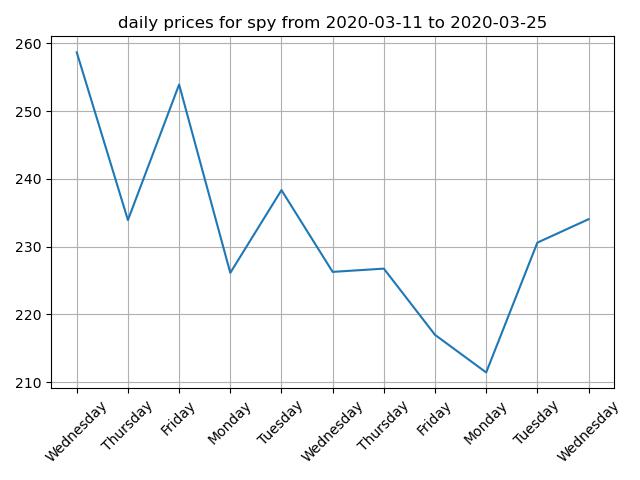 daily prices for spy from 2020-03-11 to 2020-03-25
260
250
240
230
220
210
Wednesday
Thursday
Friday
Monday
Tuesday
Wednesday
Thursday
Friday
Monday
Tuesday
Wednesday